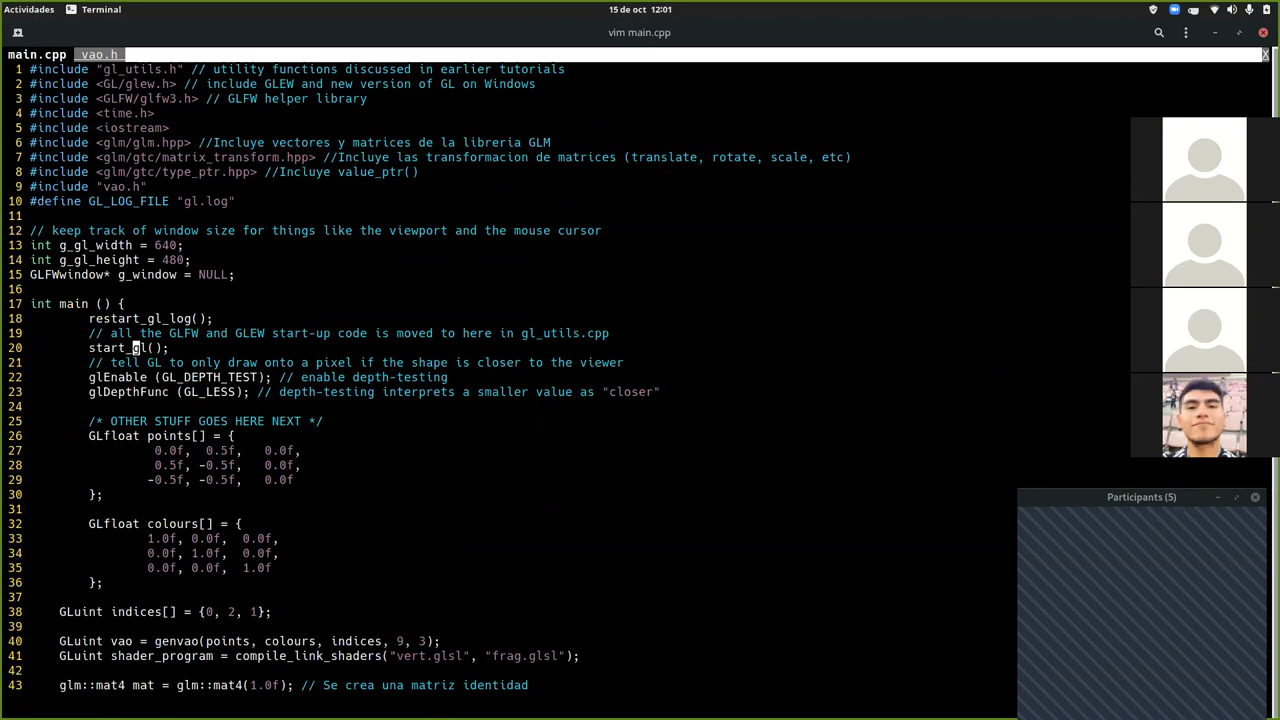 Actividades Terminal 15 de oct 12:01
vim main.cpp
main.cpp vao.h X
1 #include "gl_utils.h" // utility functions discussed in earlier tutorials
2 #include <GL/glew.h> // include GLEW and new version of GL on Windows
3 #include <GLFW/glfw3.h> // GLFW helper library
4 #include <time.h>
5 #include <iostream>
6 #include <glm/glm.hpp> //Incluye vectores y matrices de la libreria GLM
7 #include <glm/gtc/matrix_transform.hpp> //Incluye las transformacion de matrices (translate, rotate, scale, etc)
8 #include <glm/gtc/type_ptr.hpp> //Incluye value_ptr()
9 #include "vao.h"
10 #define GL_LOG_FILE "gl.log"
11
12 // keep track of window size for things like the viewport and the mouse cursor
13 int g_gl_width = 640;
14 int g_gl_height = 480;
15 GLFWwindow* g_window = NULL;
16
17 int main () {
18 restart_gl_log();
19 // all the GLFW and GLEW start-up code is moved to here in gl_utils.cpp
20 start_gl();
21 // tell GL to only draw onto a pixel if the shape is closer to the viewer
22 glEnable (GL_DEPTH_TEST); // enable depth-testing
23 glDepthFunc (GL_LESS); // depth-testing interprets a smaller value as "closer"
24
25 /* OTHER STUFF GOES HERE NEXT */
26 GLfloat points[] = {
27 0.0f, 0.5f, 0.0f,
28 0.5f, -0.5f, 0.0f,
29 -0.5f, -0.5f, 0.0f
30 };
31
32 GLfloat colours[] = {
33 1.0f, 0.0f, 0.0f,
34 0.0f, 1.0f, 0.0f,
35 0.0f, 0.0f, 1.0f
36 };
37
38 GLuint indices[] = {0, 2, 1};
39
40 GLuint vao = genvao(points, colours, indices, 9, 3);
41 GLuint shader_program = compile_link_shaders("vert.glsl", "frag.glsl");
42
43 glm::mat4 mat = glm::mat4(1.0f); // Se crea una matriz identidad
Participants (5)